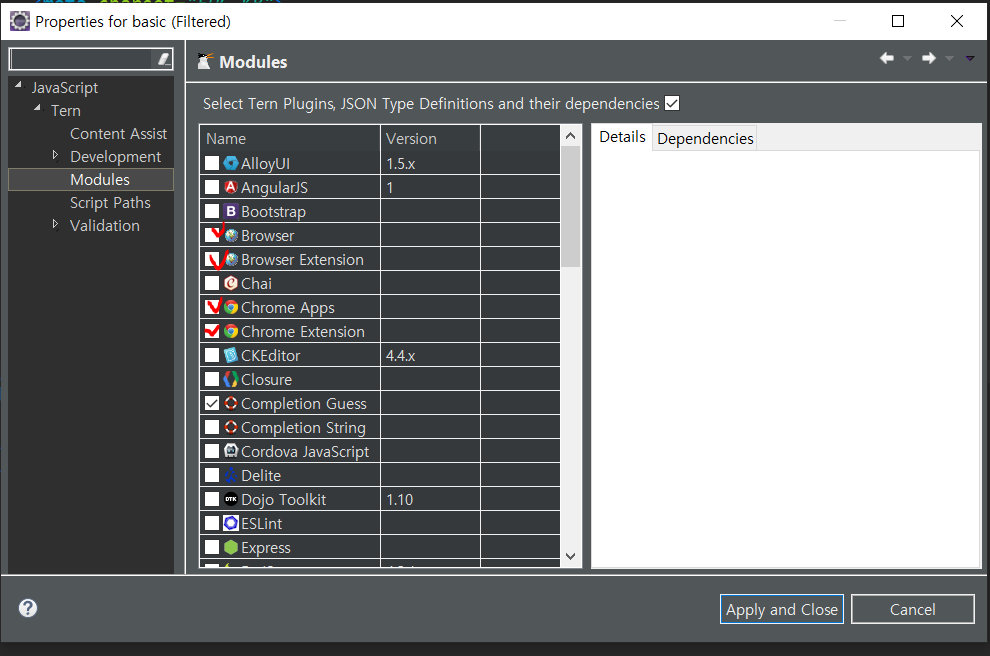 Properties for basic (Filtered)
JavaScript
Tern
Content Assist
Development
Modules
Script Paths
Validation
Modules
Select Tern Plugins, JSON Type Definitions and their dependencies
Name Version
AlloyUI 1.5.x
AngularJS 1
Bootstrap
Browser
Browser Extension
Chai
Chrome Apps
Chrome Extension
CKEditor 4.4.x
Closure
Completion Guess
Completion String
Cordova JavaScript
Delite
Dojo Toolkit 1.10
ESLint
Express
Details Dependencies
Apply and Close Cancel